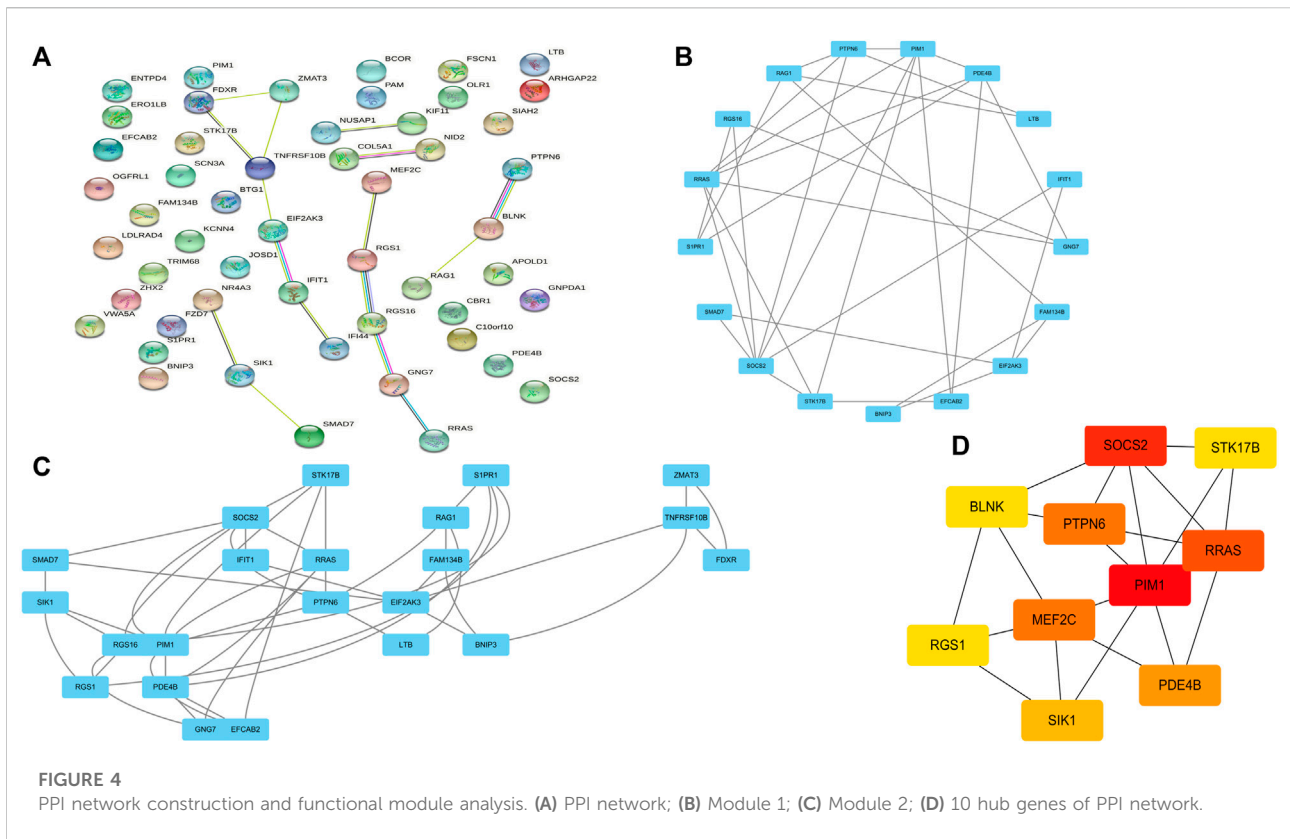 A
ENTPD4
PIM1
FDXR
ZMAT3
BCOR
FSCN1
LTB
ERO1LB
PAM
OLR1
ARHGAP22
STK17B
NUSAP1
KIF11
SIAH2
EFCAB2
SCN3A
TNFRSF10B
COL5A1
NID2
OGFRL1
BTG1
MEF2C
PTPN6
FAM134B
EIF2AK3
BLNK
LDLRAD4
KCNN4
RGS1
RAG1
TRIM68
JOSD1
APOLD1
ZHX2
NR4A3
IFIT1
CBR1
GNPDA1
VWA5A
FZD7
RGS16
C10orf10
S1PR1
IFI44
PDE4B
BNIP3
SIK1
GNG7
SOCS2
SMAD7
RRAS
B
PTPN6
PIM1
RAG1
PDE4B
RGS16
LTB
RRAS
IFIT1
S1PR1
GNG7
SMAD7
FAM134B
SOCS2
EIF2AK3
STK17B
BNIP3
EFCAB2
C
STK17B
S1PR1
ZMAT3
SOCS2
RAG1
TNFRSF10B
SMAD7
IFIT1
RRAS
FAM134B
FDXR
SIK1
PTPN6
EIF2AK3
RGS16
PIM1
LTB
BNIP3
RGS1
PDE4B
GNG7
EFCAB2
D
SOCS2
STK17B
BLNK
PTPN6
RRAS
PIM1
MEF2C
RGS1
PDE4B
SIK1
FIGURE 4
PPI network construction and functional module analysis. (A) PPI network; (B) Module 1; (C) Module 2; (D) 10 hub genes of PPI network.